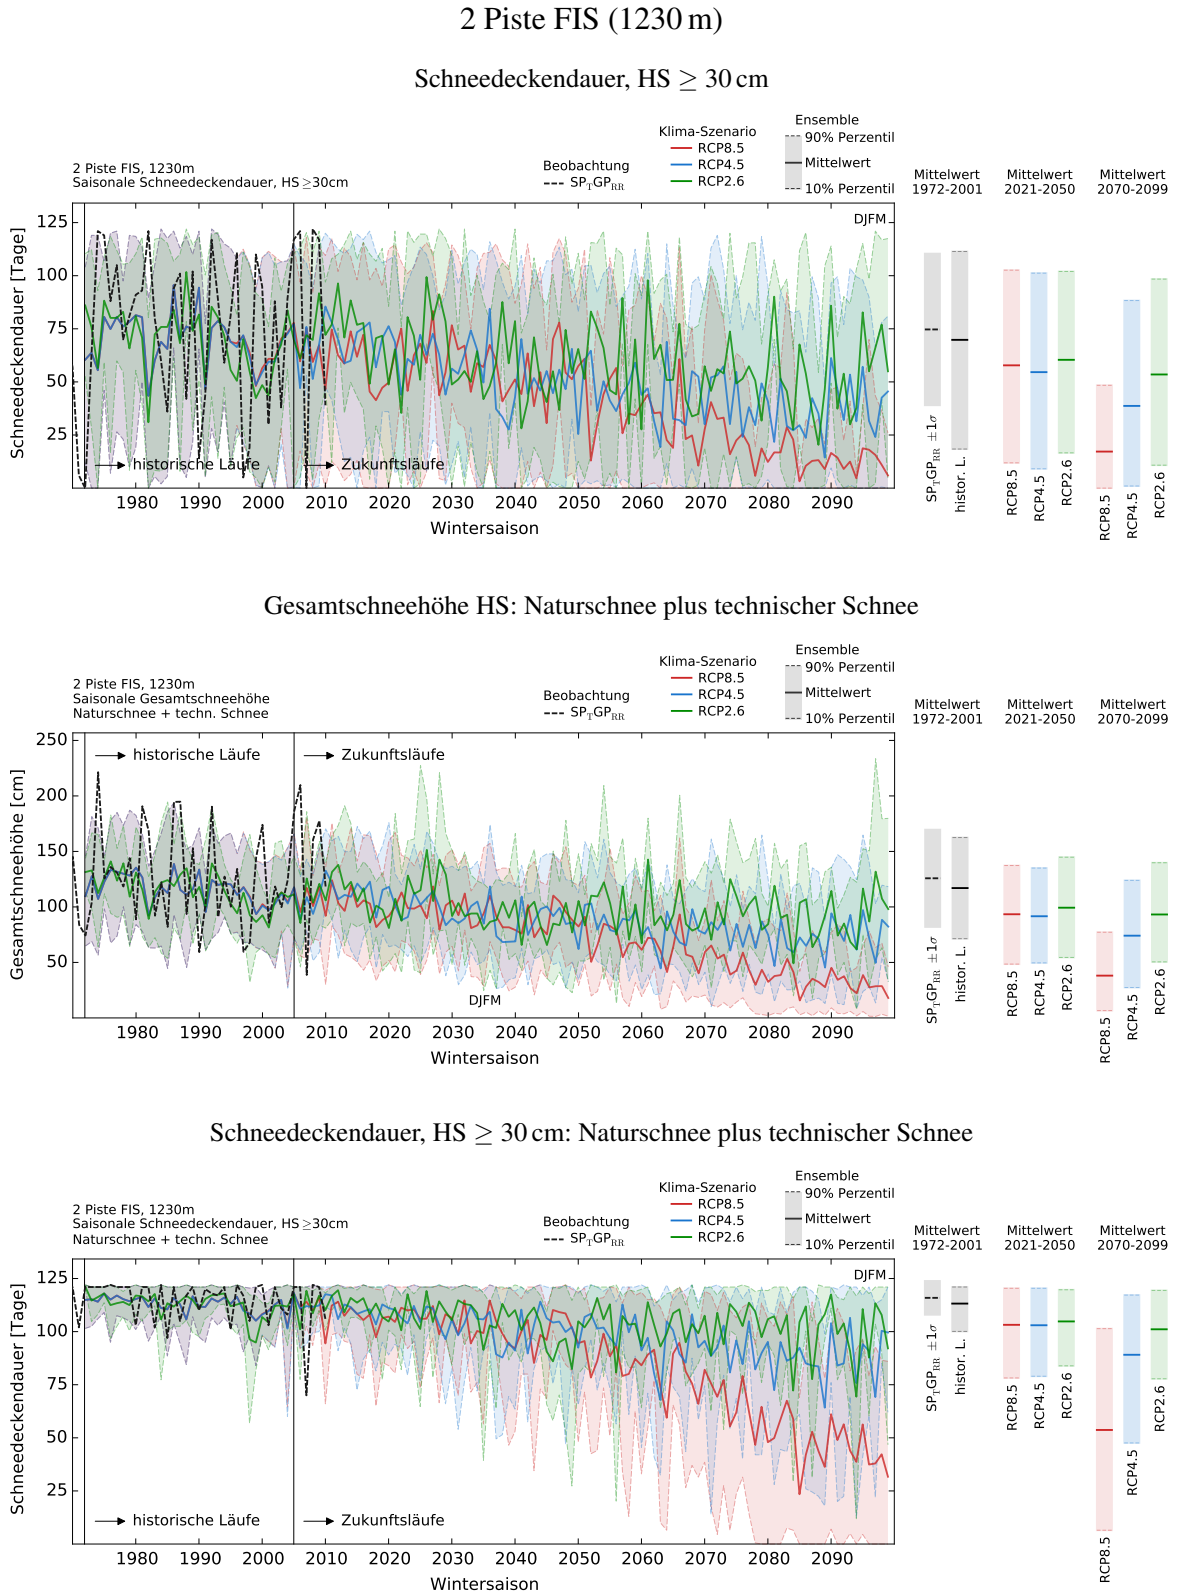 2 Piste FIS (1230 m)
Schneedeckendauer, HS ≥ 30 cm
2 Piste FIS, 1230m
Saisonale Schneedeckendauer, HS ≥30cm
Beobachtung
SP_TGP_RR
Klima-Szenario
RCP8.5
RCP4.5
RCP2.6
Ensemble
90% Perzentil
Mittelwert
10% Perzentil
Mittelwert
1972-2001
Mittelwert
2021-2050
Mittelwert
2070-2099
Schneedeckendauer [Tage]
125
100
75
50
25
DJFM
historische Läufe
Zukunftsläufe
1980 1990 2000 2010 2020 2030 2040 2050 2060 2070 2080 2090
Wintersaison
SP_TGP_RR ±1σ
histor. L.
RCP8.5
RCP4.5
RCP2.6
RCP8.5
RCP4.5
RCP2.6
Gesamtschneehöhe HS: Naturschnee plus technischer Schnee
2 Piste FIS, 1230m
Saisonale Gesamtschneehöhe
Naturschnee + techn. Schnee
Beobachtung
SP_TGP_RR
Klima-Szenario
RCP8.5
RCP4.5
RCP2.6
Ensemble
90% Perzentil
Mittelwert
10% Perzentil
Mittelwert
1972-2001
Mittelwert
2021-2050
Mittelwert
2070-2099
Gesamtschneehöhe [cm]
250
200
150
100
50
historische Läufe
Zukunftsläufe
DJFM
1980 1990 2000 2010 2020 2030 2040 2050 2060 2070 2080 2090
Wintersaison
SP_TGP_RR ±1σ
histor. L.
RCP8.5
RCP4.5
RCP2.6
RCP8.5
RCP4.5
RCP2.6
Schneedeckendauer, HS ≥ 30 cm: Naturschnee plus technischer Schnee
2 Piste FIS, 1230m
Saisonale Schneedeckendauer, HS ≥30cm
Naturschnee + techn. Schnee
Beobachtung
SP_TGP_RR
Klima-Szenario
RCP8.5
RCP4.5
RCP2.6
Ensemble
90% Perzentil
Mittelwert
10% Perzentil
Mittelwert
1972-2001
Mittelwert
2021-2050
Mittelwert
2070-2099
Schneedeckendauer [Tage]
125
100
75
50
25
DJFM
historische Läufe
Zukunftsläufe
1980 1990 2000 2010 2020 2030 2040 2050 2060 2070 2080 2090
Wintersaison
SP_TGP_RR ±1σ
histor. L.
RCP8.5
RCP4.5
RCP2.6
RCP8.5
RCP4.5
RCP2.6